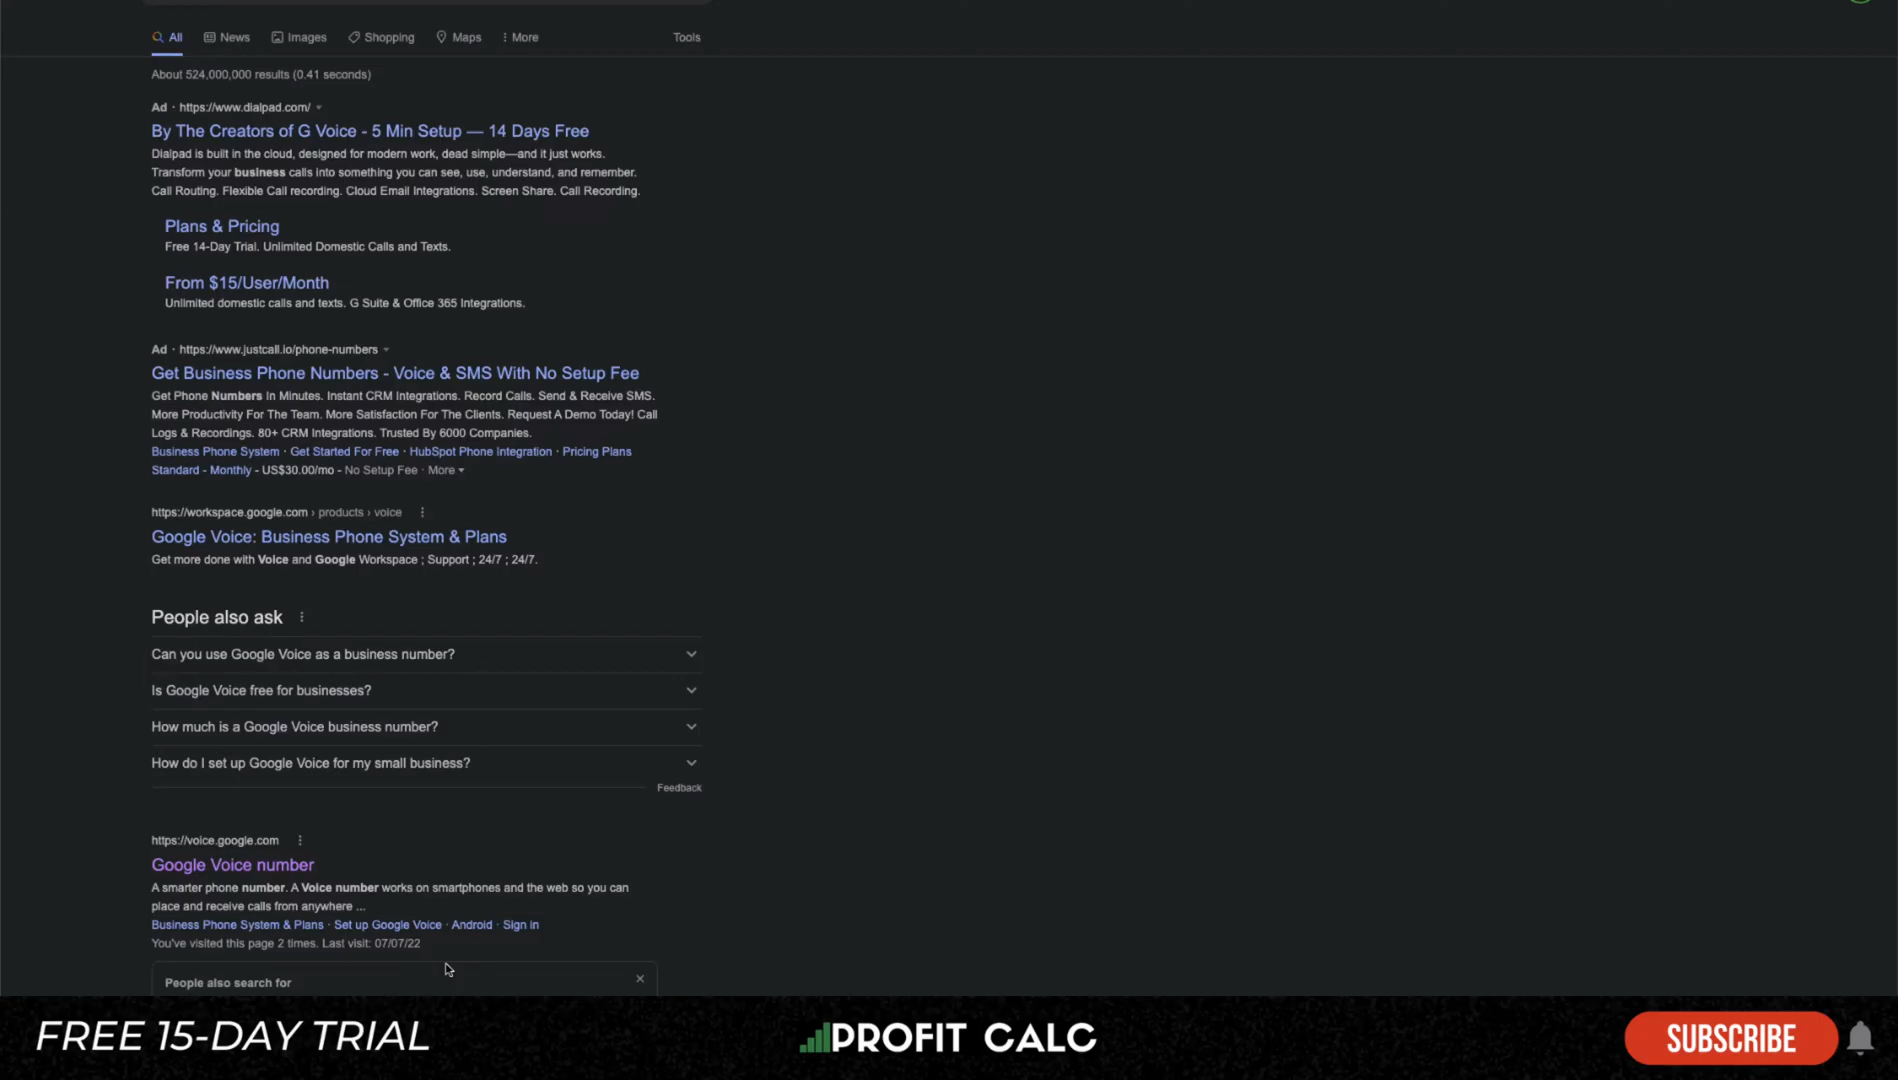 All News Images Shopping Maps More Tools
About 524,000,000 results (0.41 seconds)
Ad · https://www.dialpad.com/
By The Creators of G Voice - 5 Min Setup — 14 Days Free
Dialpad is built in the cloud, designed for modern work, dead simple—and it just works.
Transform your business calls into something you can see, use, understand, and remember.
Call Routing. Flexible Call recording. Cloud Email Integrations. Screen Share. Call Recording.
Plans & Pricing
Free 14-Day Trial. Unlimited Domestic Calls and Texts.
From $15/User/Month
Unlimited domestic calls and texts. G Suite & Office 365 Integrations.
Ad · https://www.justcall.io/phone-numbers
Get Business Phone Numbers - Voice & SMS With No Setup Fee
Get Phone Numbers In Minutes. Instant CRM Integrations. Record Calls. Send & Receive SMS.
More Productivity For The Team. More Satisfaction For The Clients. Request A Demo Today! Call
Logs & Recordings. 80+ CRM Integrations. Trusted By 6000 Companies.
Business Phone System · Get Started For Free · HubSpot Phone Integration · Pricing Plans
Standard - Monthly - US$30.00/mo - No Setup Fee · More
https://workspace.google.com › products › voice
Google Voice: Business Phone System & Plans
Get more done with Voice and Google Workspace ; Support ; 24/7 ; 24/7.
People also ask
Can you use Google Voice as a business number?
Is Google Voice free for businesses?
How much is a Google Voice business number?
How do I set up Google Voice for my small business?
Feedback
https://voice.google.com
Google Voice number
A smarter phone number. A Voice number works on smartphones and the web so you can
place and receive calls from anywhere ...
Business Phone System & Plans · Set up Google Voice · Android · Sign in
You've visited this page 2 times. Last visit: 07/07/22
People also search for
FREE 15-DAY TRIAL PROFIT CALC SUBSCRIBE